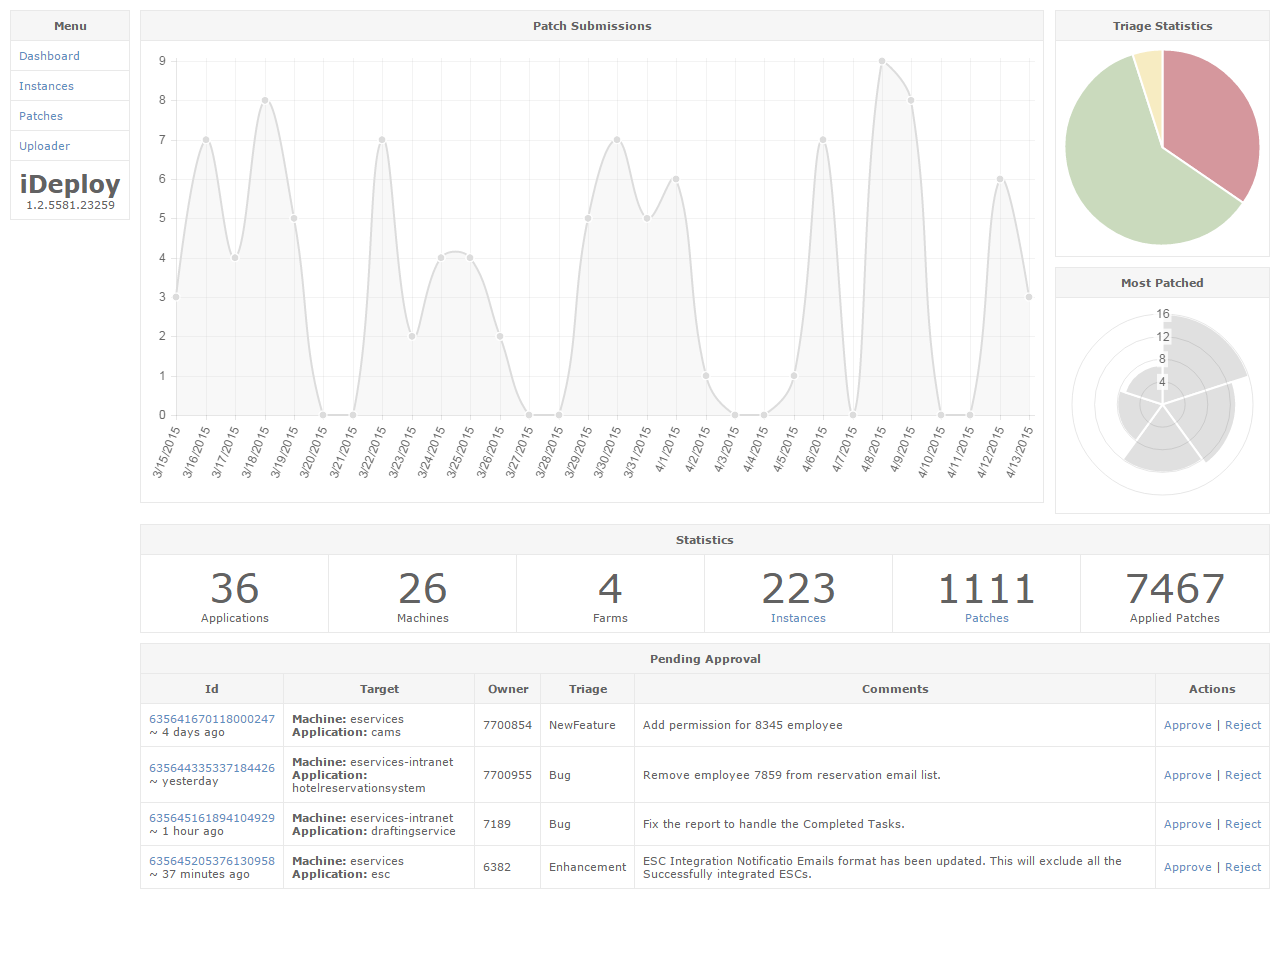 Menu
Dashboard
Instances
Patches
Uploader
iDeploy
1.2.5581.23259
Patch Submissions
9
8
7
6
5
4
3
2
1
0
3/15/2015
3/16/2015
3/17/2015
3/18/2015
3/19/2015
3/20/2015
3/21/2015
3/22/2015
3/23/2015
3/24/2015
3/25/2015
3/26/2015
3/27/2015
3/28/2015
3/29/2015
3/30/2015
3/31/2015
4/1/2015
4/2/2015
4/3/2015
4/4/2015
4/5/2015
4/6/2015
4/7/2015
4/8/2015
4/9/2015
4/10/2015
4/11/2015
4/12/2015
4/13/2015
Triage Statistics
Most Patched
16
12
8
4
Statistics
36
Applications
26
Machines
4
Farms
223
Instances
1111
Patches
7467
Applied Patches
Pending Approval
Id Target Owner Triage Comments Actions
635641670118000247
~ 4 days ago
Machine: eservices
Application: cams
7700854
NewFeature
Add permission for 8345 employee
Approve | Reject
635644335337184426
~ yesterday
Machine: eservices-intranet
Application:
hotelreservationsystem
7700955
Bug
Remove employee 7859 from reservation email list.
Approve | Reject
635645161894104929
~ 1 hour ago
Machine: eservices-intranet
Application: draftingservice
7189
Bug
Fix the report to handle the Completed Tasks.
Approve | Reject
635645205376130958
~ 37 minutes ago
Machine: eservices
Application: esc
6382
Enhancement
ESC Integration Notificatio Emails format has been updated. This will exclude all the
Successfully integrated ESCs.
Approve | Reject